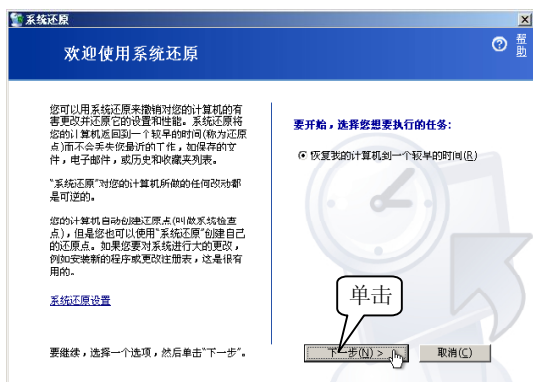 系统还原
欢迎使用系统还原
帮助
您可以用系统还原来撤销对您的计算机的有
害更改并还原它的设置和性能。系统还原将
您的计算机返回到一个较早的时间(称为还原
点)而不会丢失您最近的工作，如保存的文
件，电子邮件，或历史和收藏夹列表。
“系统还原”对您的计算机所做的任何改动都
是可逆的。
您的计算机自动创建还原点(叫做系统检查
点)，但是您也可以使用“系统还原”创建自己
的还原点。如果您要对系统进行大的更改，
例如安装新的程序或更改注册表，这是很有
用的。
系统还原设置
要继续，选择一个选项，然后单击“下一步”。
要开始，选择您想要执行的任务：
恢复我的计算机到一个较早的时间(R)
单击
下一步(N) >
取消(C)